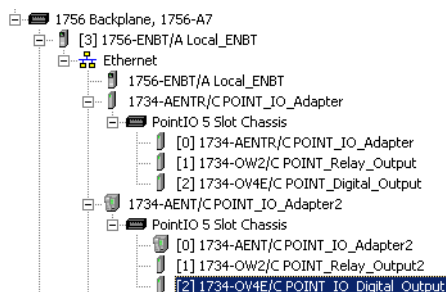 1756 Backplane, 1756-A7
[3] 1756-ENBT/A Local_ENBT
Ethernet
1756-ENBT/A Local_ENBT
1734-AENTR/C POINT_IO_Adapter
PointIO 5 Slot Chassis
[0] 1734-AENTR/C POINT_IO_Adapter
[1] 1734-OW2/C POINT_Relay_Output
[2] 1734-OV4E/C POINT_Digital_Output
1734-AENT/C POINT_IO_Adapter2
PointIO 5 Slot Chassis
[0] 1734-AENT/C POINT_IO_Adapter2
[1] 1734-OW2/C POINT_Relay_Output2
[2] 1734-OV4E/C POINT_IO_Digital_Output